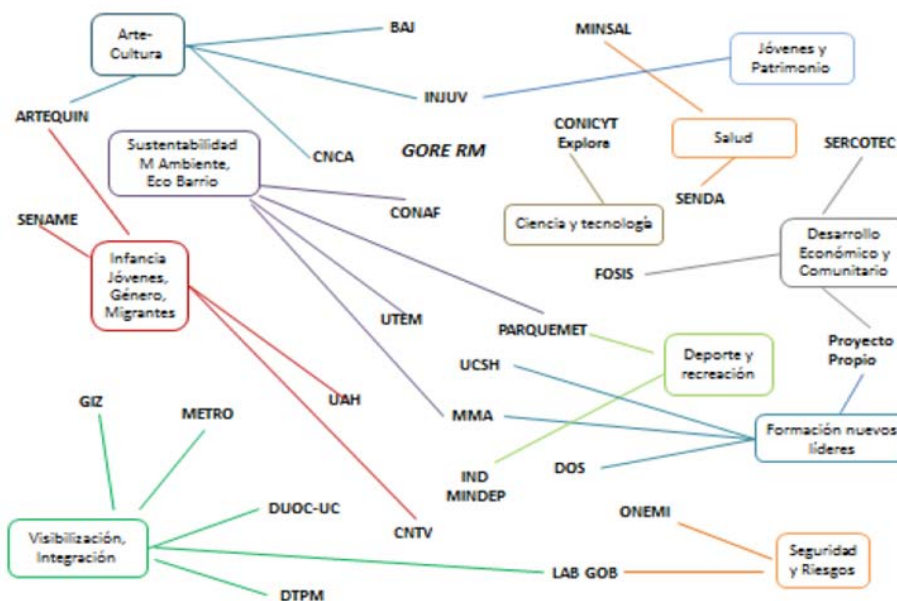 Arte-
Cultura
BAJ
MINSAL
Jóvenes y
Patrimonio
INJUV
ARTEQUIN
Sustentabilidad
M Ambiente,
Eco Barrio
CNCA
GORE RM
CONICYT
Explora
Salud
SERCOTEC
SENAME
CONAF
SENDA
Ciencia y tecnología
Desarrollo
Económico y
Comunitario
Infancia
Jóvenes,
Género,
Migrantes
FOSIS
UTEM
PARQUEMET
Proyecto
Propio
UCSH
Deporte y
recreación
GIZ
METRO
UAH
MMA
Formación nuevos
líderes
IND
MINDEP
DOS
DUOC-UC
CNTV
ONEMI
Visibilización,
Integración
Seguridad
y Riesgos
LAB GOB
DTPM